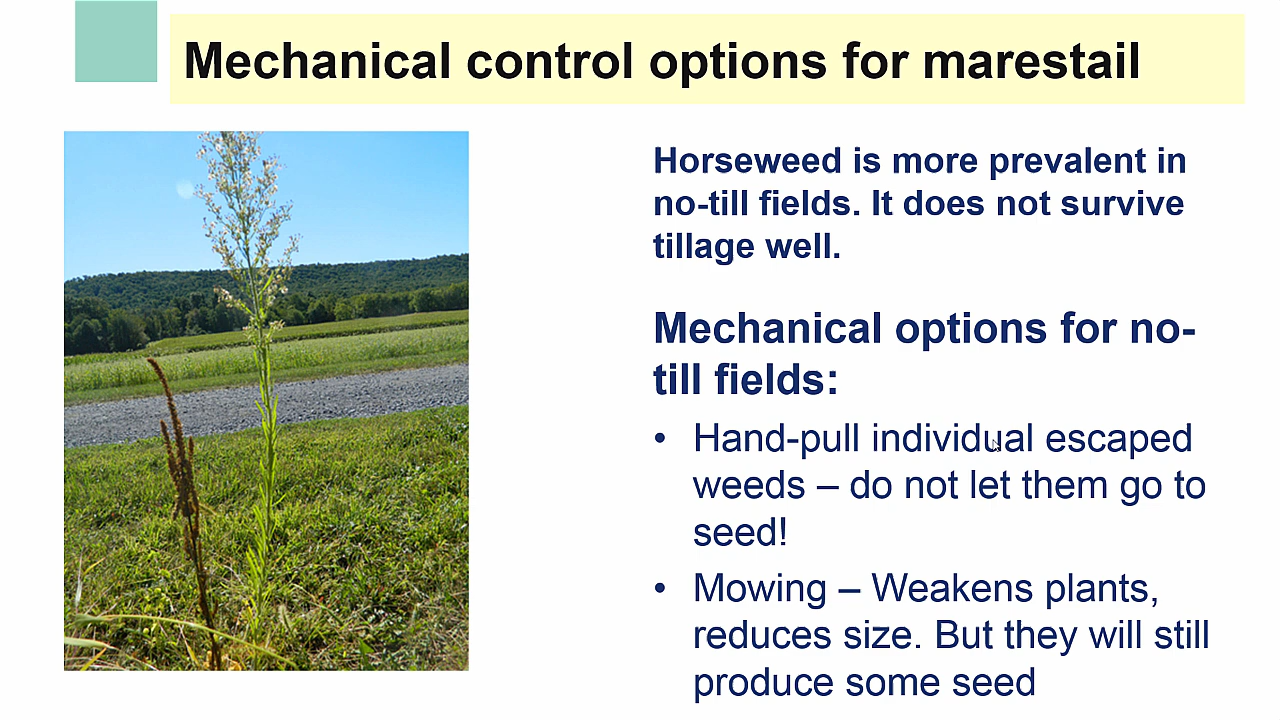 Mechanical control options for marestail
Horseweed is more prevalent in
no-till fields. It does not survive
tillage well.
Mechanical options for no-
till fields:
• Hand-pull individual escaped
weeds – do not let them go to
seed!
• Mowing – Weakens plants,
reduces size. But they will still
produce some seed